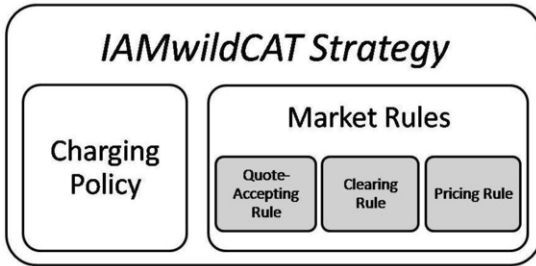 IAMwildCAT Strategy
Charging
Policy
Market Rules
Quote-
Accepting
Rule
Clearing
Rule
Pricing Rule